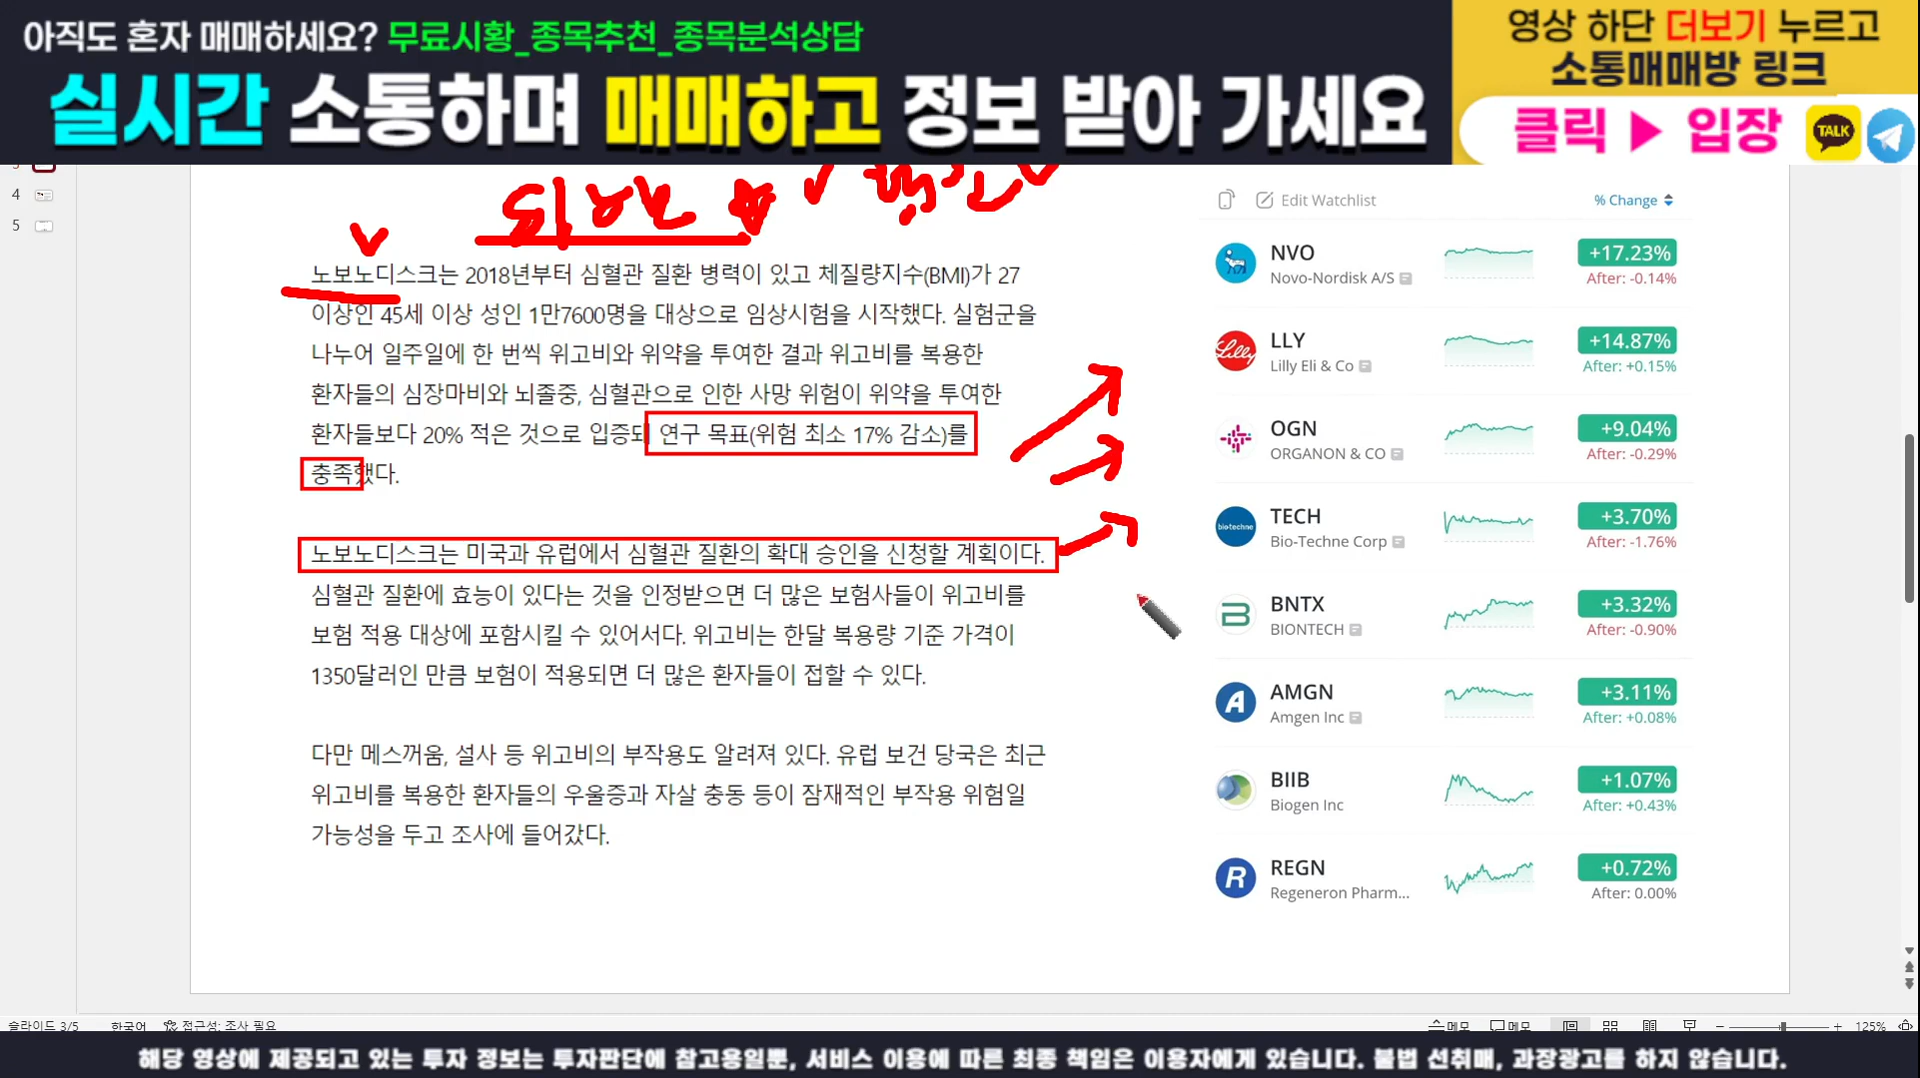 아직도 혼자 매매하세요? 무료시황_종목추천_종목분석상담
실시간 소통하며 매매하고 정보 받아 가세요
영상 하단 더보기 누르고
소통매매방 링크
클릭 ▶ 입장
TALK
4
5
노보노디스크는 2018년부터 심혈관 질환 병력이 있고 체질량지수(BMI)가 27
이상인 45세 이상 성인 1만7600명을 대상으로 임상시험을 시작했다. 실험군을
나누어 일주일에 한 번씩 위고비와 위약을 투여한 결과 위고비를 복용한
환자들의 심장마비와 뇌졸중, 심혈관으로 인한 사망 위험이 위약을 투여한
환자들보다 20% 적은 것으로 입증돼 연구 목표(위험 최소 17% 감소)를
충족했다.
노보노디스크는 미국과 유럽에서 심혈관 질환의 확대 승인을 신청할 계획이다.
심혈관 질환에 효능이 있다는 것을 인정받으면 더 많은 보험사들이 위고비를
보험 적용 대상에 포함시킬 수 있어서다. 위고비는 한달 복용량 기준 가격이
1350달러인 만큼 보험이 적용되면 더 많은 환자들이 접할 수 있다.
다만 메스꺼움, 설사 등 위고비의 부작용도 알려져 있다. 유럽 보건 당국은 최근
위고비를 복용한 환자들의 우울증과 자살 충동 등이 잠재적인 부작용 위험일
가능성을 두고 조사에 들어갔다.
Edit Watchlist % Change
NVO +17.23%
Novo-Nordisk A/S After: -0.14%
Lilly
LLY +14.87%
Lilly Eli & Co After: +0.15%
OGN +9.04%
ORGANON & CO After: -0.29%
bio-techne
TECH +3.70%
Bio-Techne Corp After: -1.76%
BNTX +3.32%
BIONTECH After: -0.90%
A
AMGN +3.11%
Amgen Inc After: +0.08%
BIIB +1.07%
Biogen Inc After: +0.43%
R
REGN +0.72%
Regeneron Pharm... After: 0.00%
슬라이드 3/5 한국어 접근성: 조사 필요 메모 메모 125%
해당 영상에 제공되고 있는 투자 정보는 투자판단에 참고용일뿐, 서비스 이용에 따른 최종 책임은 이용자에게 있습니다. 불법 선취매, 과장광고를 하지 않습니다.